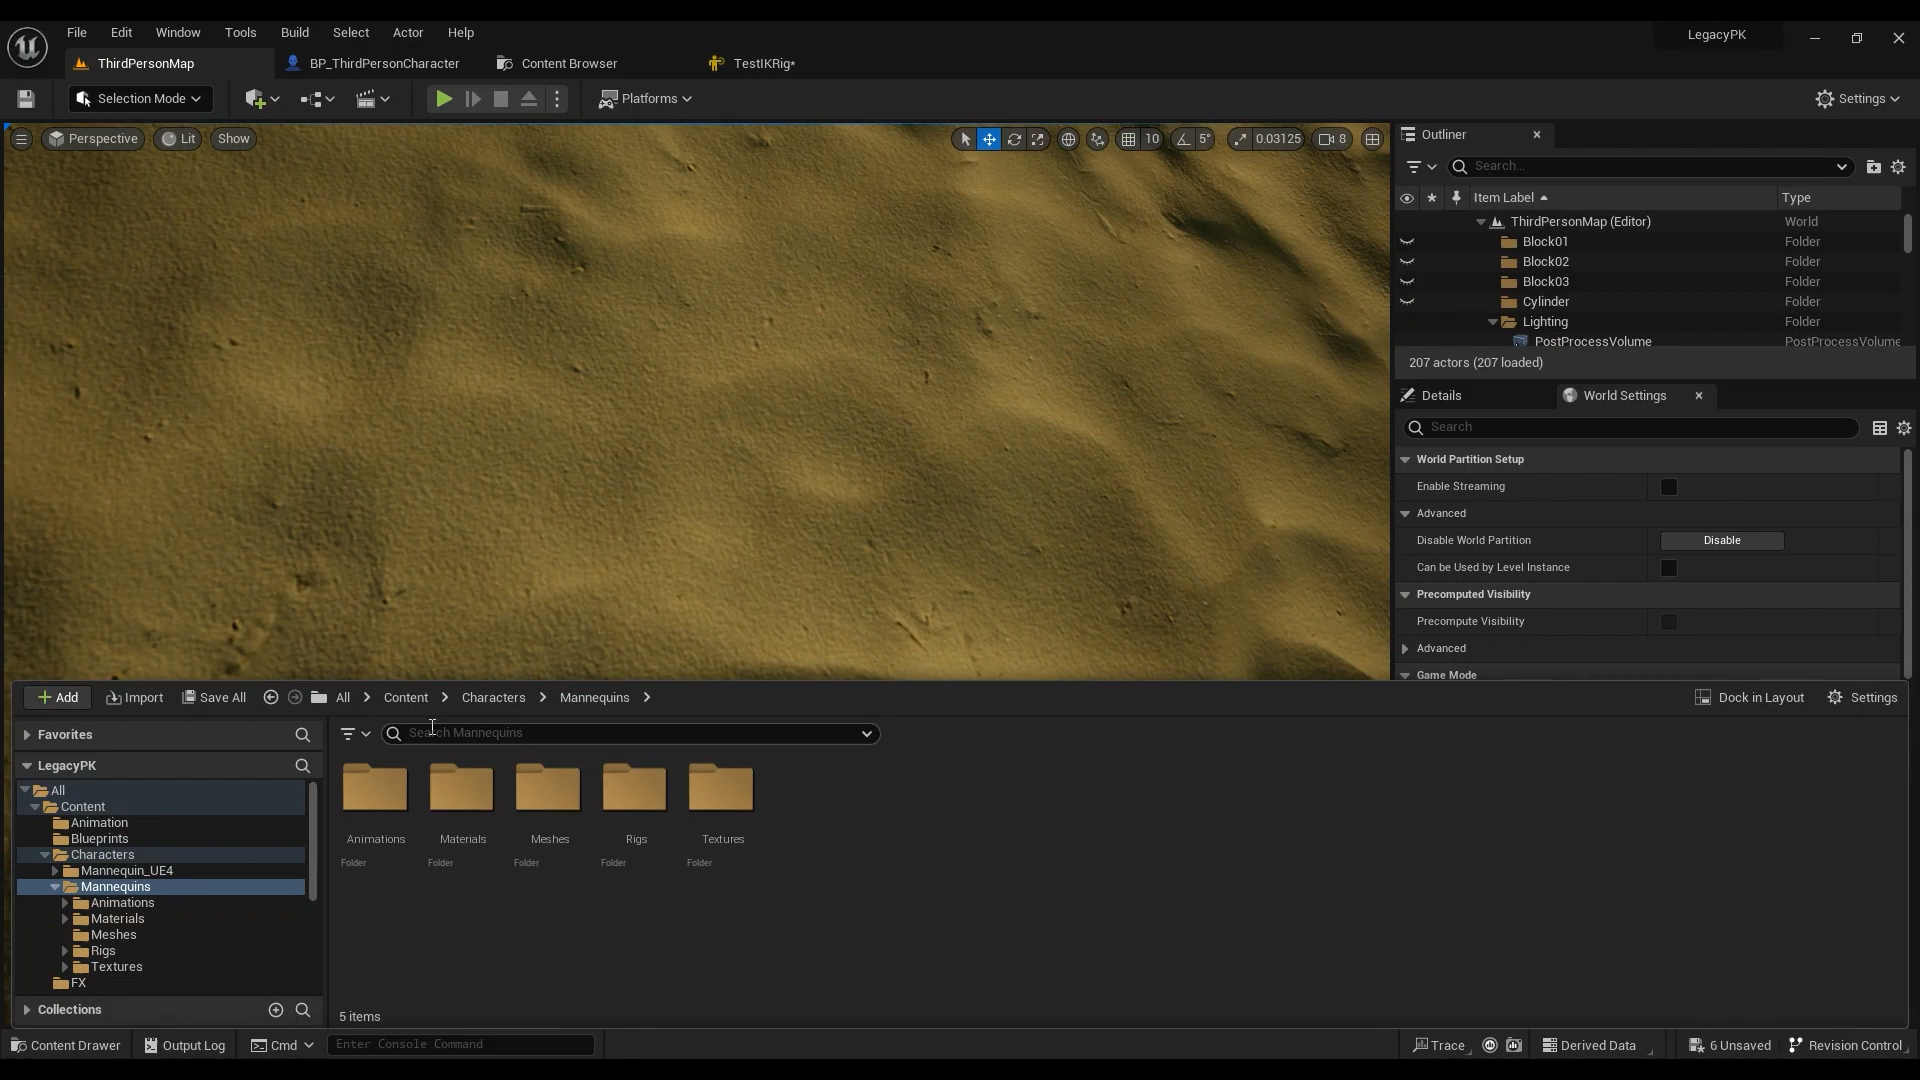 File Edit Window Tools Build Select Actor Help
LegacyPK
ThirdPersonMap BP_ThirdPersonCharacter Content Browser TestIKRig*
Selection Mode Platforms Settings
Perspective Lit Show 10 5° 0.03125 8
Outliner
Search...
Item Label Type
ThirdPersonMap (Editor) World
Block01 Folder
Block02 Folder
Block03 Folder
Cylinder Folder
Lighting Folder
PostProcessVolume PostProcessVolume
207 actors (207 loaded)
Details World Settings
Search
World Partition Setup
Enable Streaming
Advanced
Disable World Partition Disable
Can be Used by Level Instance
Precomputed Visibility
Precompute Visibility
Advanced
Game Mode
Add Import Save All All Content Characters Mannequins Dock in Layout Settings
Favorites
Search Mannequins
LegacyPK
All
Content
Animation
Blueprints
Characters
Mannequin_UE4
Mannequins
Animations
Materials
Meshes
Rigs
Textures
FX
Collections
Animations Materials Meshes Rigs Textures
Folder Folder Folder Folder Folder
5 items
Content Drawer Output Log Cmd Enter Console Command Trace Derived Data 6 Unsaved Revision Control